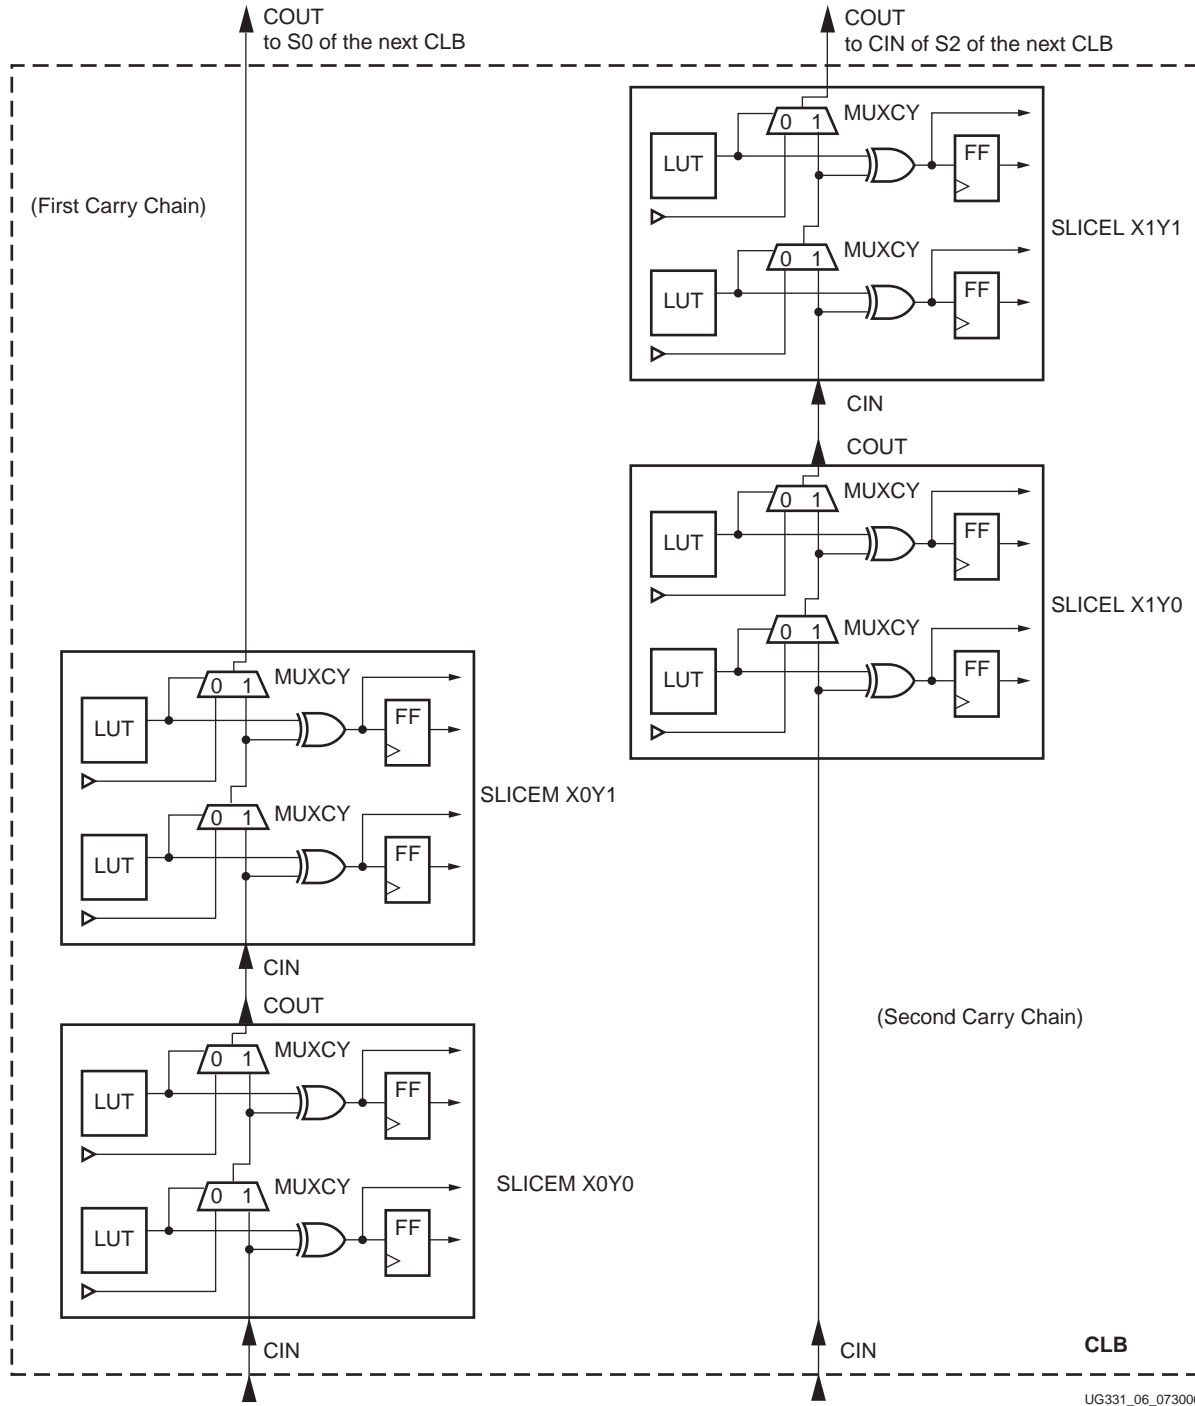 COUT
to S0 of the next CLB
COUT
to CIN of S2 of the next CLB
(First Carry Chain)
0 1 MUXCY
LUT
FF
SLICEL X1Y1
0 1 MUXCY
LUT
FF
CIN
COUT
0 1 MUXCY
LUT
FF
SLICEL X1Y0
0 1 MUXCY
LUT
FF
0 1 MUXCY
LUT
FF
SLICEM X0Y1
0 1 MUXCY
LUT
FF
CIN
COUT
(Second Carry Chain)
0 1 MUXCY
LUT
FF
SLICEM X0Y0
0 1 MUXCY
LUT
FF
CIN
CIN
CLB
UG331_06_073006